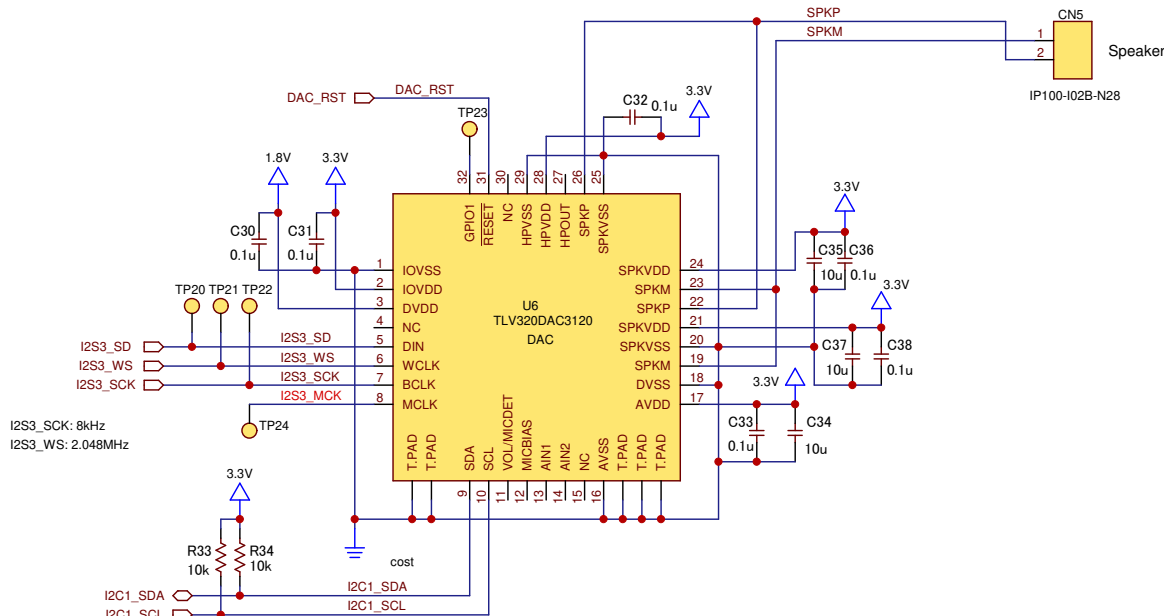 SPKP
CN5
SPKM
1
2
Speaker
IP100-I02B-N28
DAC_RST
DAC_RST
TP23
C32
0.1u
3.3V
1.8V
3.3V
32
31
30
29
28
27
26
25
GPIO1
RESET
NC
HPVSS
HPVDD
HPOUT
SPKP
SPKVSS
3.3V
C30
0.1u
C31
0.1u
C35
10u
C36
0.1u
1 IOVSS
2 IOVDD
3 DVDD
4 NC
5 DIN
6 WCLK
7 BCLK
8 MCLK
SPKVDD 24
SPKM 23
SPKP 22
SPKVDD 21
SPKVSS 20
SPKM 19
DVSS 18
AVDD 17
U6
TLV320DAC3120
DAC
3.3V
TP20
TP21
TP22
I2S3_SD
I2S3_SD
I2S3_WS
I2S3_WS
I2S3_SCK
I2S3_SCK
I2S3_MCK
TP24
C37
10u
C38
0.1u
3.3V
C33
0.1u
C34
10u
I2S3_SCK: 8kHz
I2S3_WS: 2.048MHz
T.PAD
T.PAD
SDA
SCL
VOL/MICDET
MICBIAS
AIN1
AIN2
NC
AVSS
T.PAD
T.PAD
T.PAD
9
10
11
12
13
14
15
16
3.3V
R33
10k
R34
10k
cost
I2C1_SDA
I2C1_SDA
I2C1_SCL
I2C1_SCL